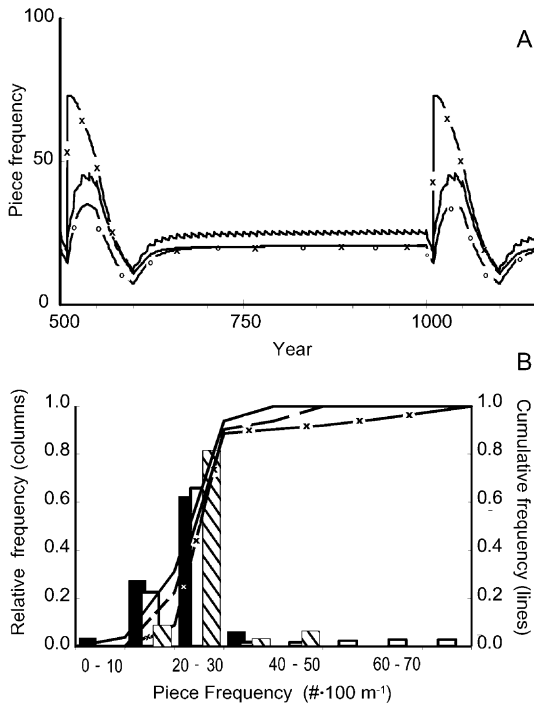 A
100
50
0
Piece frequency
500
750
1000
Year
B
1.0
0.8
0.6
0.4
0.2
0.0
Relative frequency (columns)
1.0
0.8
0.6
0.4
0.2
0.0
Cumulative frequency (lines)
0 - 10
20 - 30
40 - 50
60 - 70
Piece Frequency (#·100 m⁻¹)